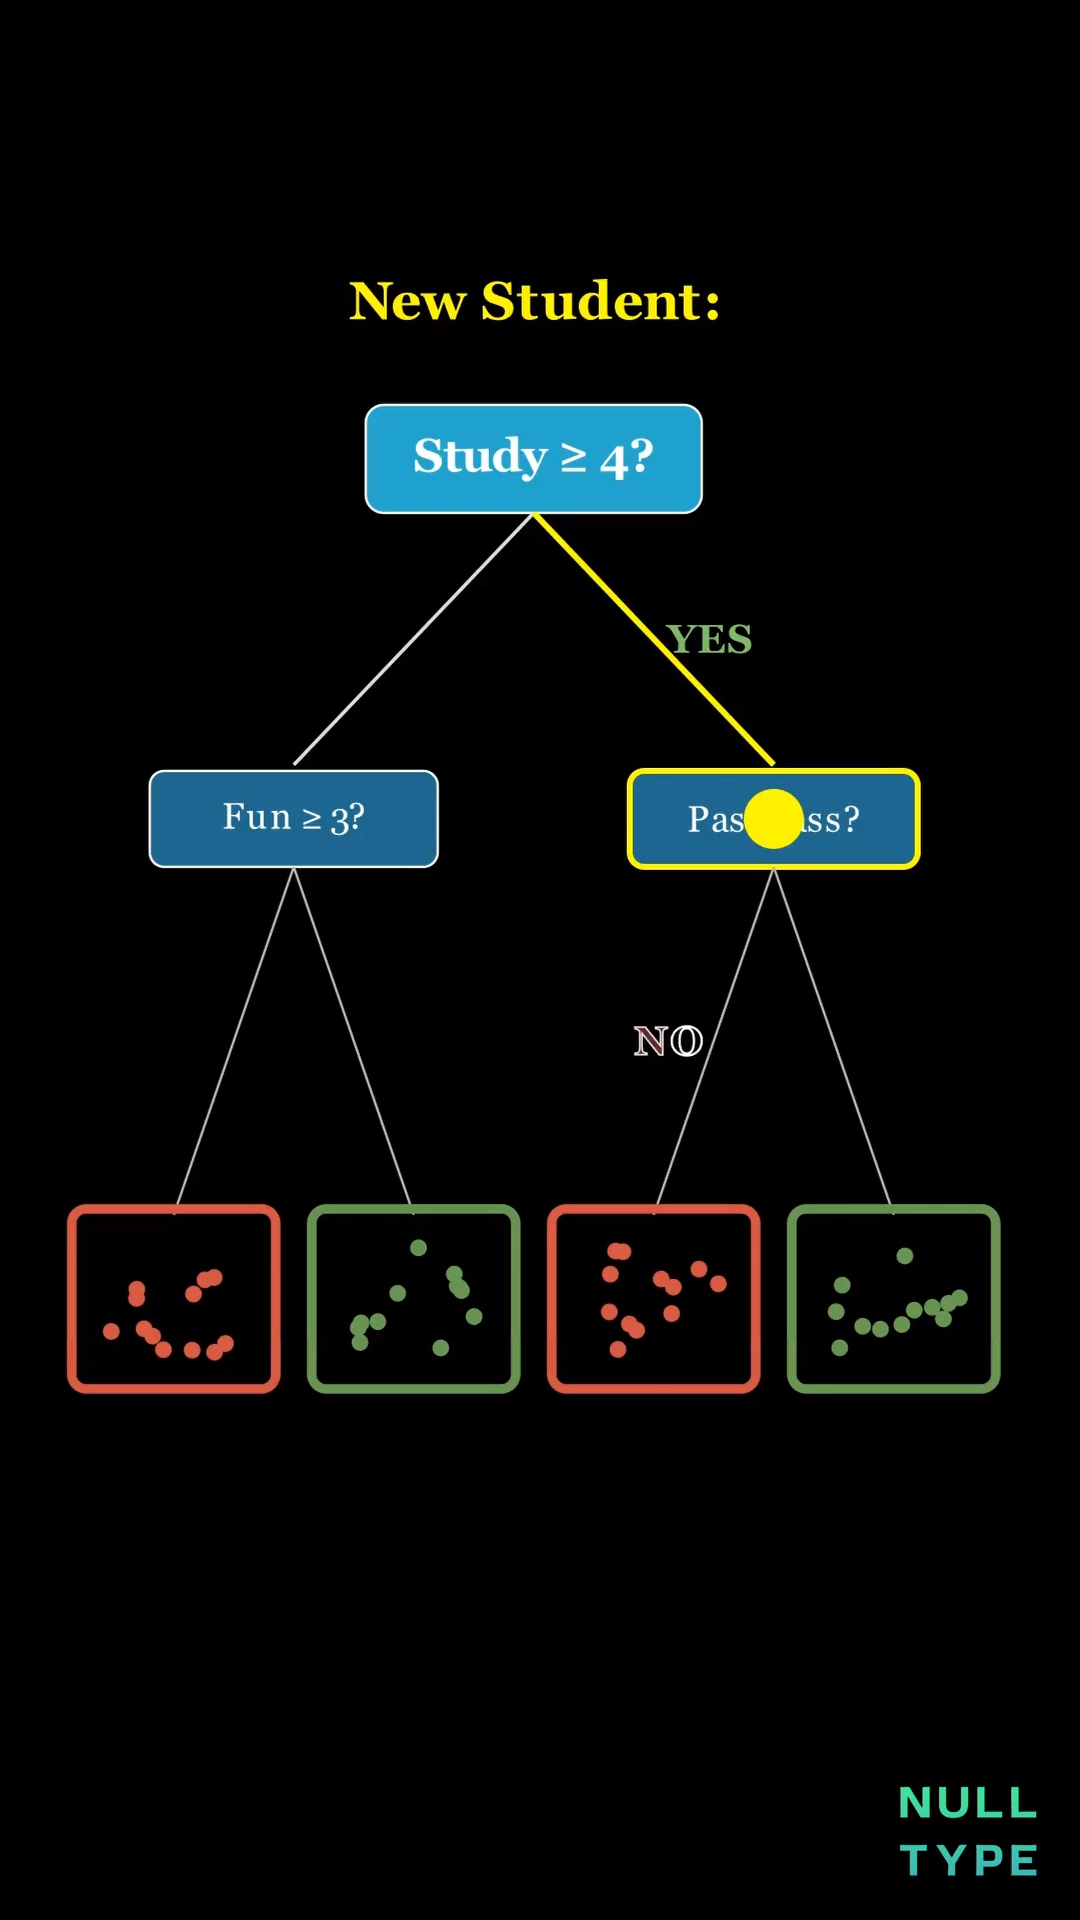 New Student:
Study ≥ 4?
YES
Fun ≥ 3?
NO
NULL
TYPE